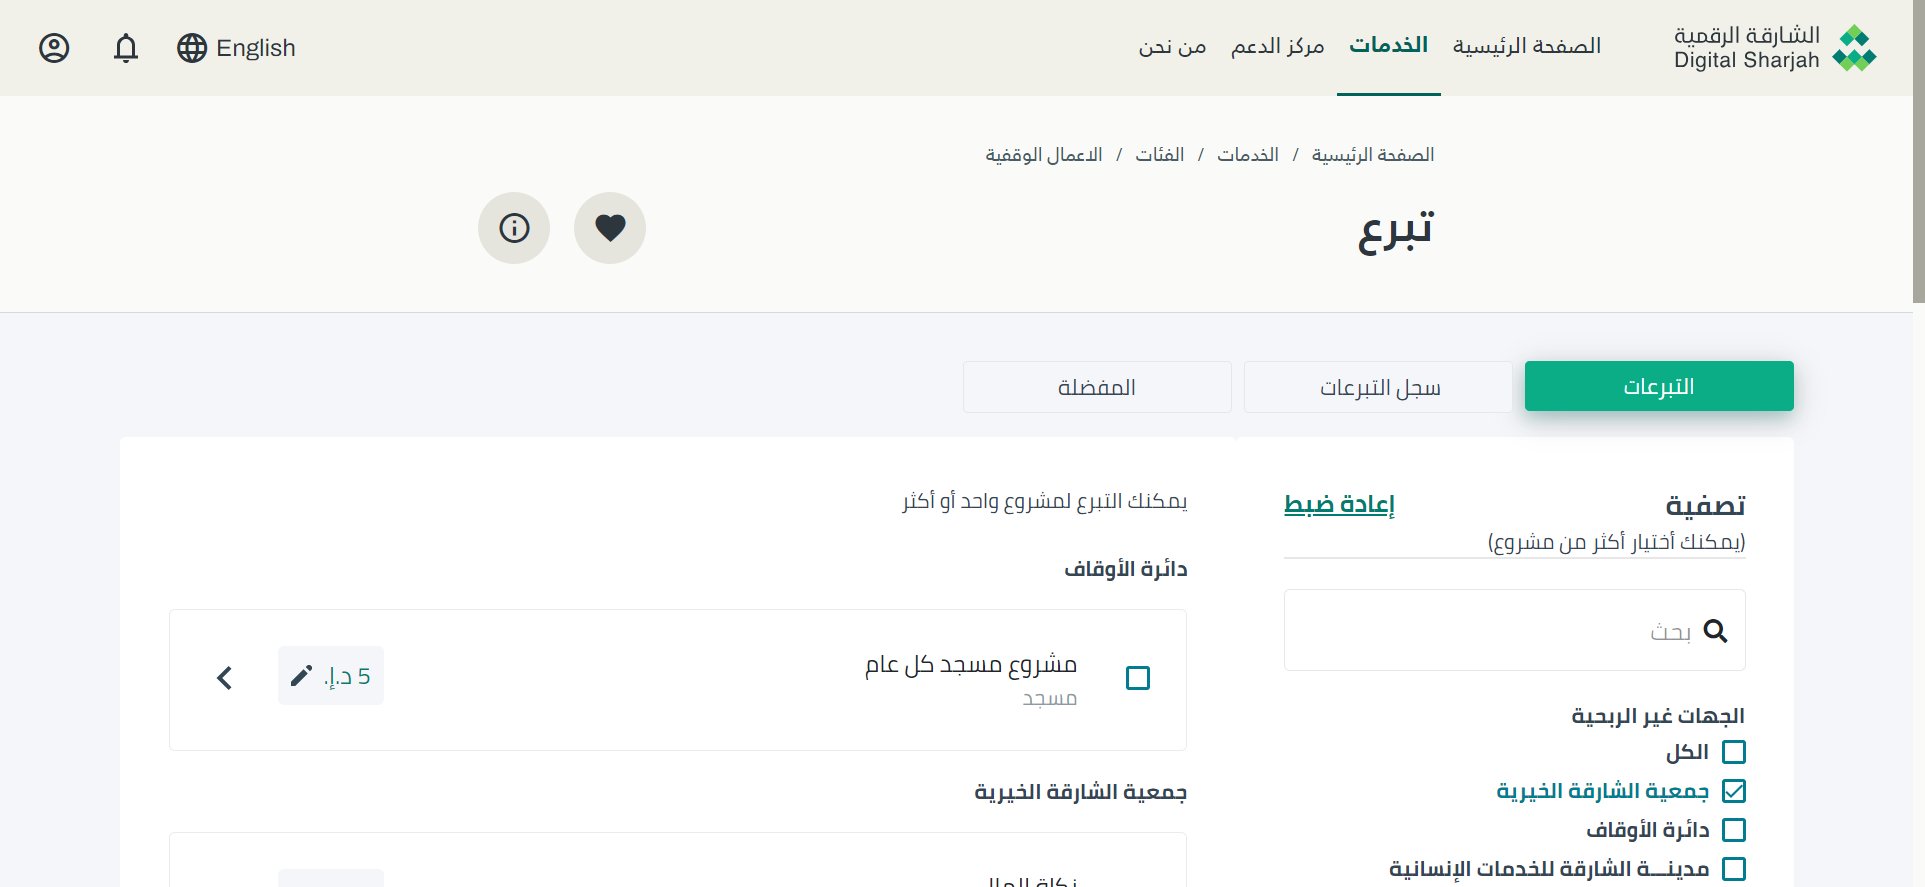 الشارقة الرقمية
Digital Sharjah
الصفحة الرئيسية
الخدمات
مركز الدعم
من نحن
English
الصفحة الرئيسية / الخدمات / الفئات / الاعمال الوقفية
تبرع
التبرعات
سجل التبرعات
المفضلة
تصفية
إعادة ضبط
(يمكنك أختيار أكثر من مشروع)
بحث
الجهات غير الربحية
الكل
جمعية الشارقة الخيرية
دائرة الأوقاف
مدينـــة الشارقة للخدمات الإنسانية
يمكنك التبرع لمشروع واحد أو أكثر
دائرة الأوقاف
مشروع مسجد كل عام
مسجد
5 د.إ.
جمعية الشارقة الخيرية
زكاة المال